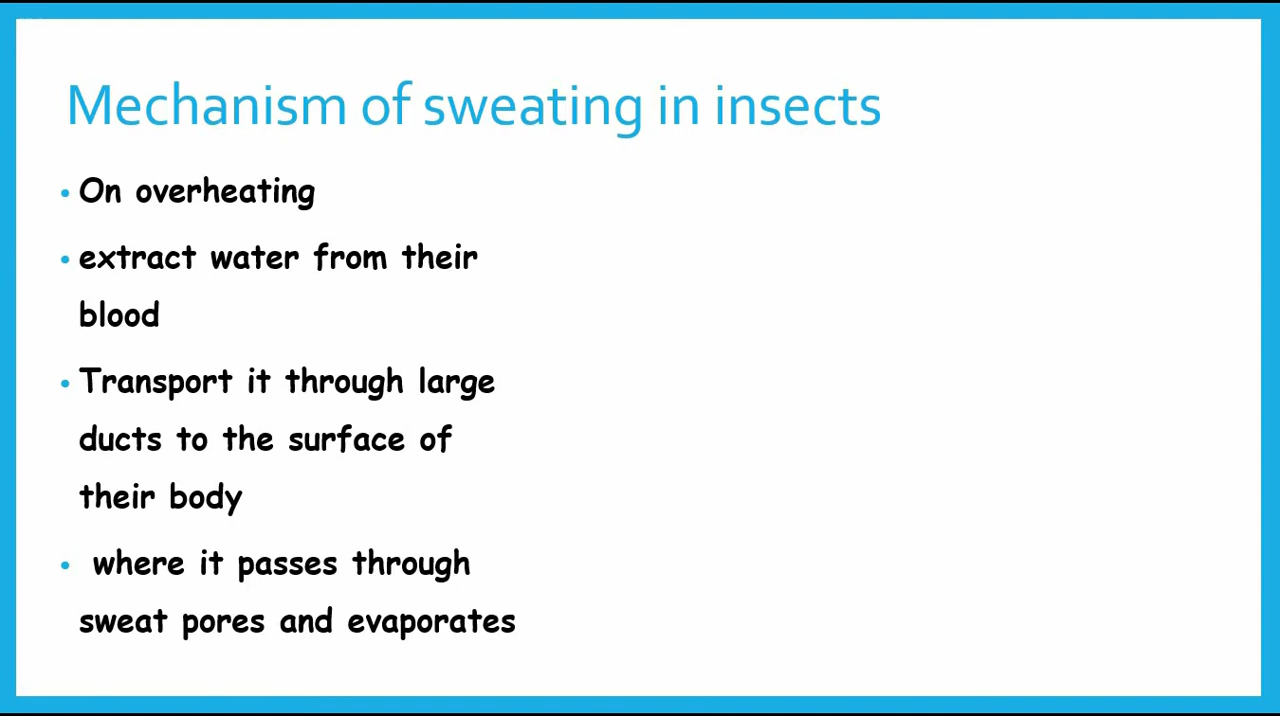 Mechanism of sweating in insects
• On overheating
• extract water from their
blood
• Transport it through large
ducts to the surface of
their body
• where it passes through
sweat pores and evaporates